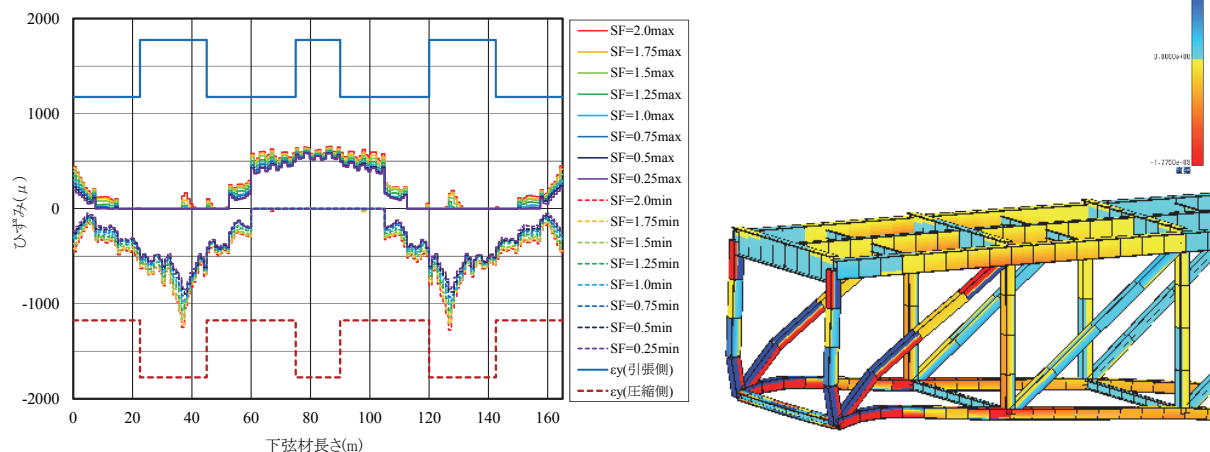 2000
1000
0
-1000
-2000
ひずみ(μ)
0
20
40
60
80
100
120
140
160
下弦材長さ(m)
SF=2.0max
SF=1.75max
SF=1.5max
SF=1.25max
SF=1.0max
SF=0.75max
SF=0.5max
SF=0.25max
SF=2.0min
SF=1.75min
SF=1.5min
SF=1.25min
SF=1.0min
SF=0.75min
SF=0.5min
SF=0.25min
εy(引張側)
εy(圧縮側)
0.0000e+00
-1.7750e-03